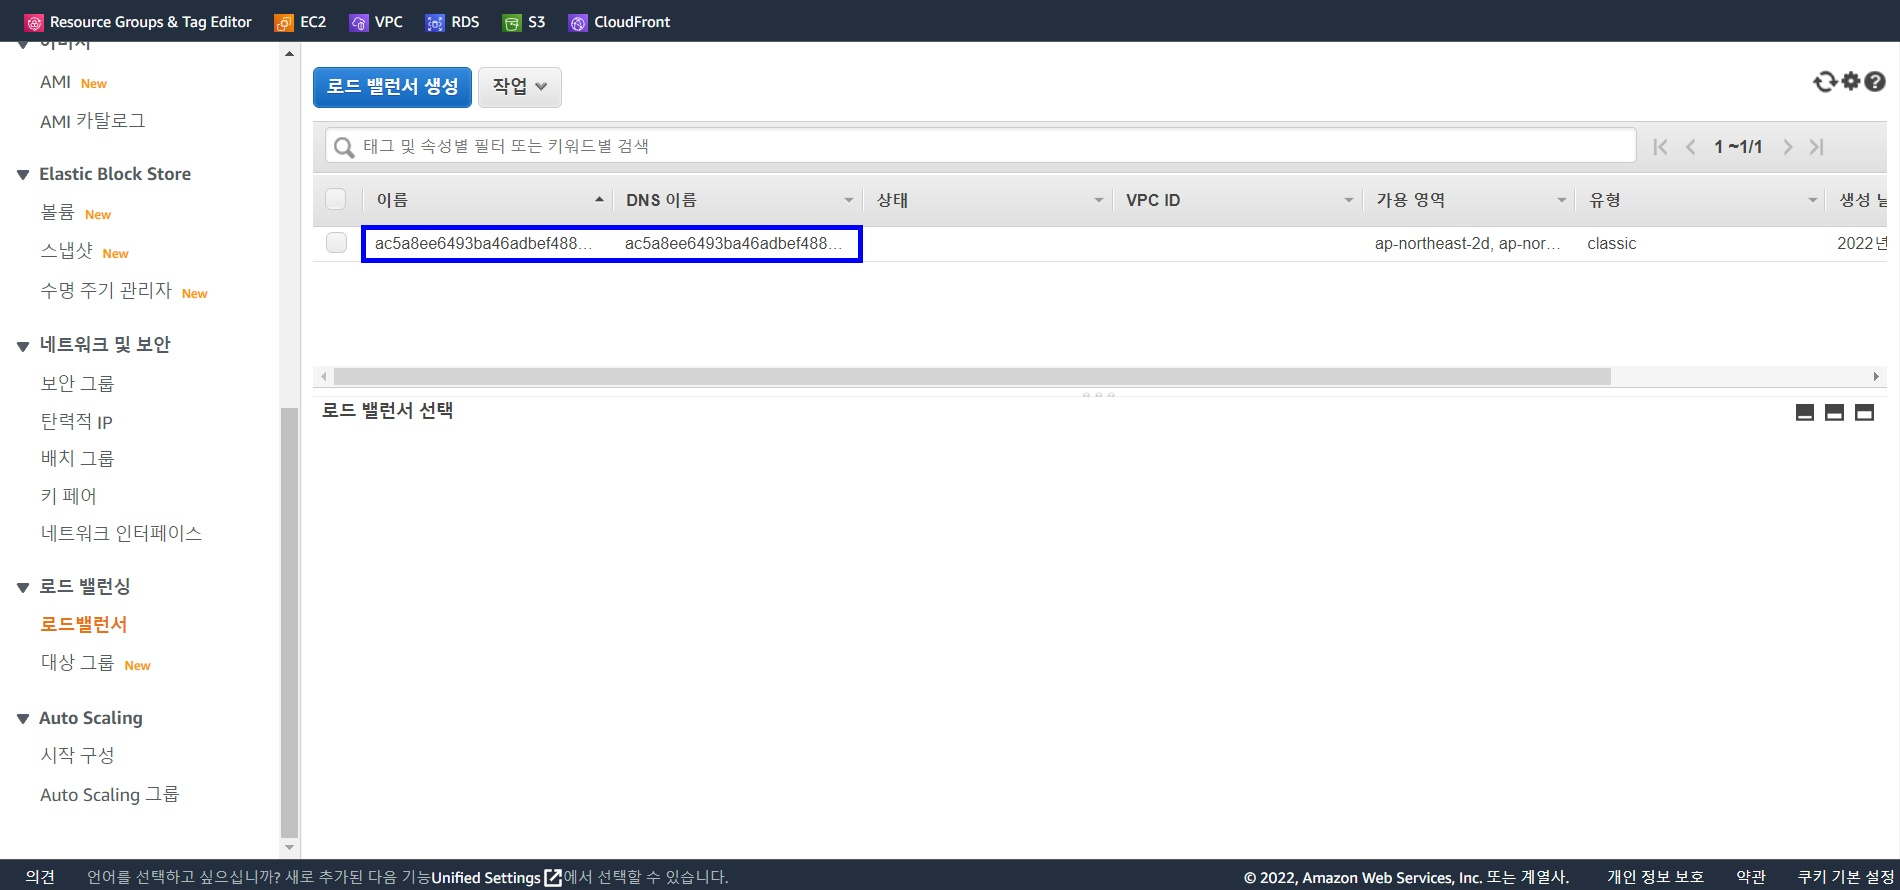 Resource Groups & Tag Editor EC2 VPC RDS S3 CloudFront
이미지
AMI New
AMI 카탈로그
Elastic Block Store
볼륨 New
스냅샷 New
수명 주기 관리자 New
네트워크 및 보안
보안 그룹
탄력적 IP
배치 그룹
키 페어
네트워크 인터페이스
로드 밸런싱
로드밸런서
대상 그룹 New
Auto Scaling
시작 구성
Auto Scaling 그룹
로드 밸런서 생성 작업
태그 및 속성별 필터 또는 키워드별 검색 1 ~1/1
이름 DNS 이름 상태 VPC ID 가용 영역 유형 생성 날
ac5a8ee6493ba46adbef488... ac5a8ee6493ba46adbef488... ap-northeast-2d, ap-nor... classic 2022년
로드 밸런서 선택
의견 언어를 선택하고 싶으십니까? 새로 추가된 다음 기능Unified Settings에서 선택할 수 있습니다. © 2022, Amazon Web Services, Inc. 또는 계열사. 개인 정보 보호 약관 쿠키 기본 설정